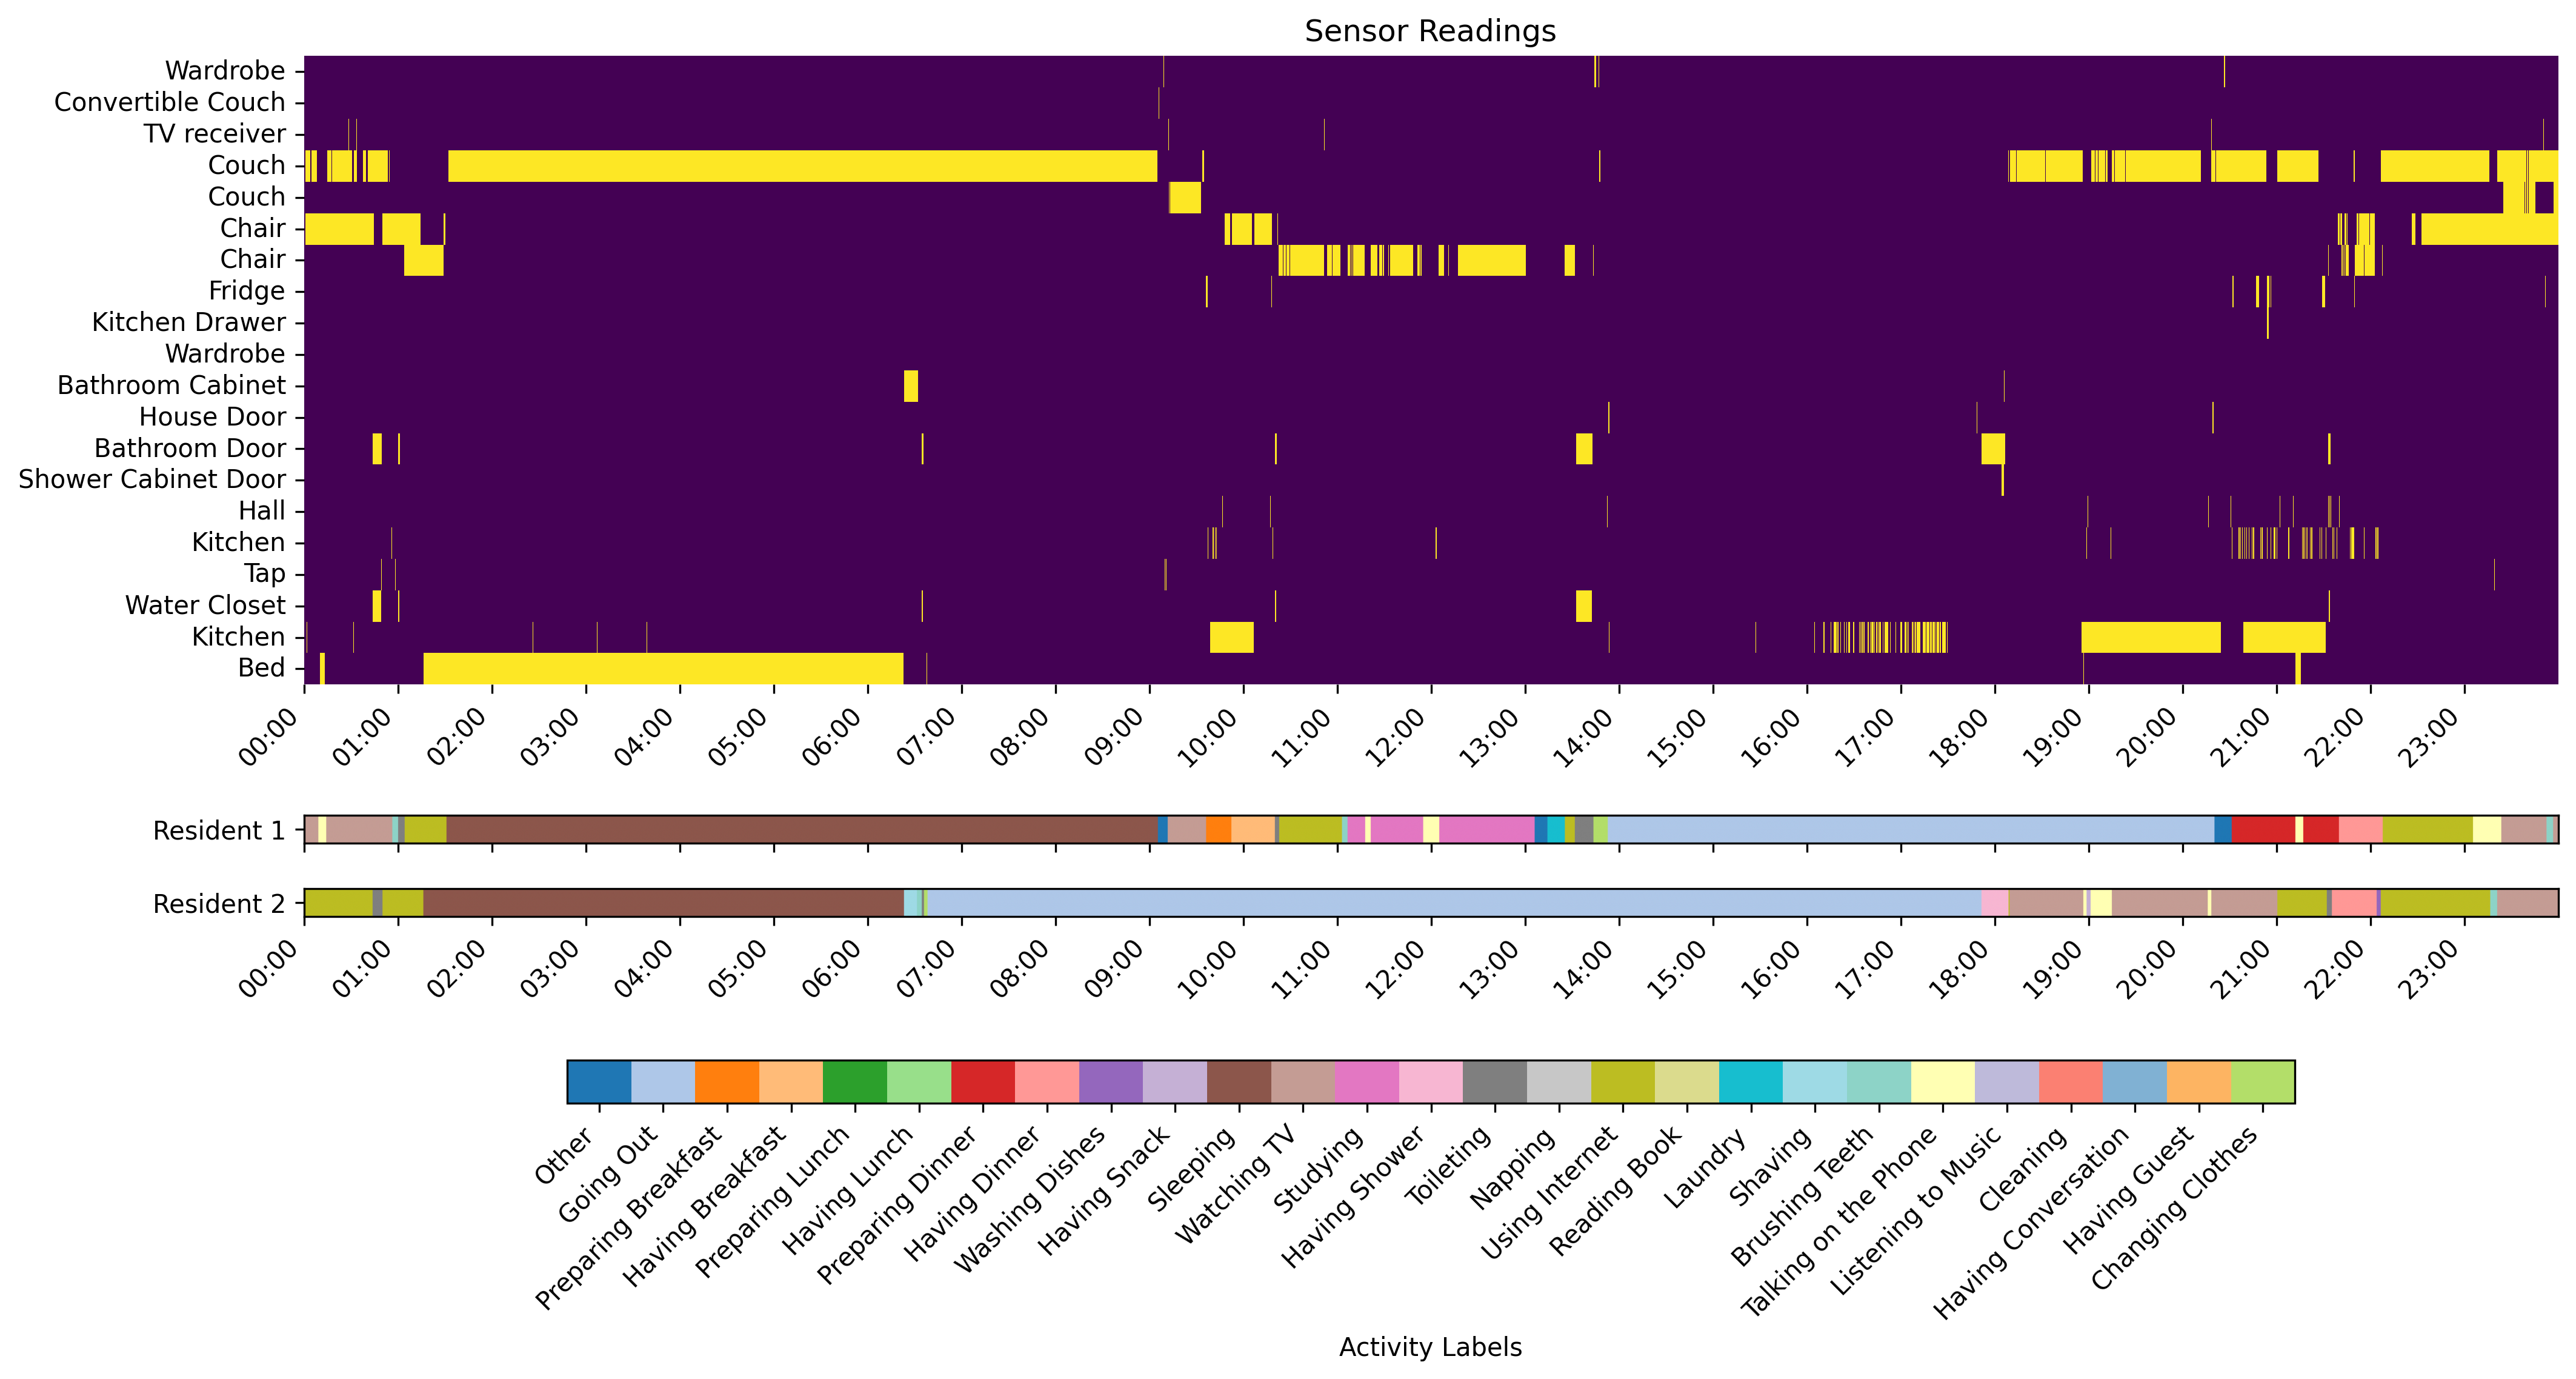 Sensor Readings
Wardrobe
Convertible Couch
TV receiver
Couch
Couch
Chair
Chair
Fridge
Kitchen Drawer
Wardrobe
Bathroom Cabinet
House Door
Bathroom Door
Shower Cabinet Door
Hall
Kitchen
Tap
Water Closet
Kitchen
Bed
00:00 01:00 02:00 03:00 04:00 05:00 06:00 07:00 08:00 09:00 10:00 11:00 12:00 13:00 14:00 15:00 16:00 17:00 18:00 19:00 20:00 21:00 22:00 23:00
Resident 1
Resident 2
00:00 01:00 02:00 03:00 04:00 05:00 06:00 07:00 08:00 09:00 10:00 11:00 12:00 13:00 14:00 15:00 16:00 17:00 18:00 19:00 20:00 21:00 22:00 23:00
Other
Going Out
Preparing Breakfast
Having Breakfast
Preparing Lunch
Having Lunch
Preparing Dinner
Having Dinner
Washing Dishes
Having Snack
Sleeping
Watching TV
Studying
Having Shower
Toileting
Napping
Using Internet
Reading Book
Laundry
Shaving
Brushing Teeth
Talking on the Phone
Listening to Music
Cleaning
Having Conversation
Having Guest
Changing Clothes
Activity Labels